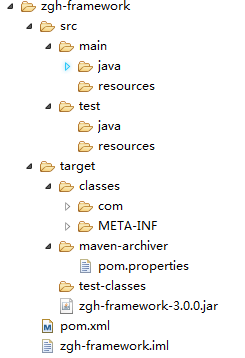 zgh-framework
src
main
java
resources
test
java
resources
target
classes
com
META-INF
maven-archiver
pom.properties
test-classes
zgh-framework-3.0.0.jar
pom.xml
zgh-framework.iml